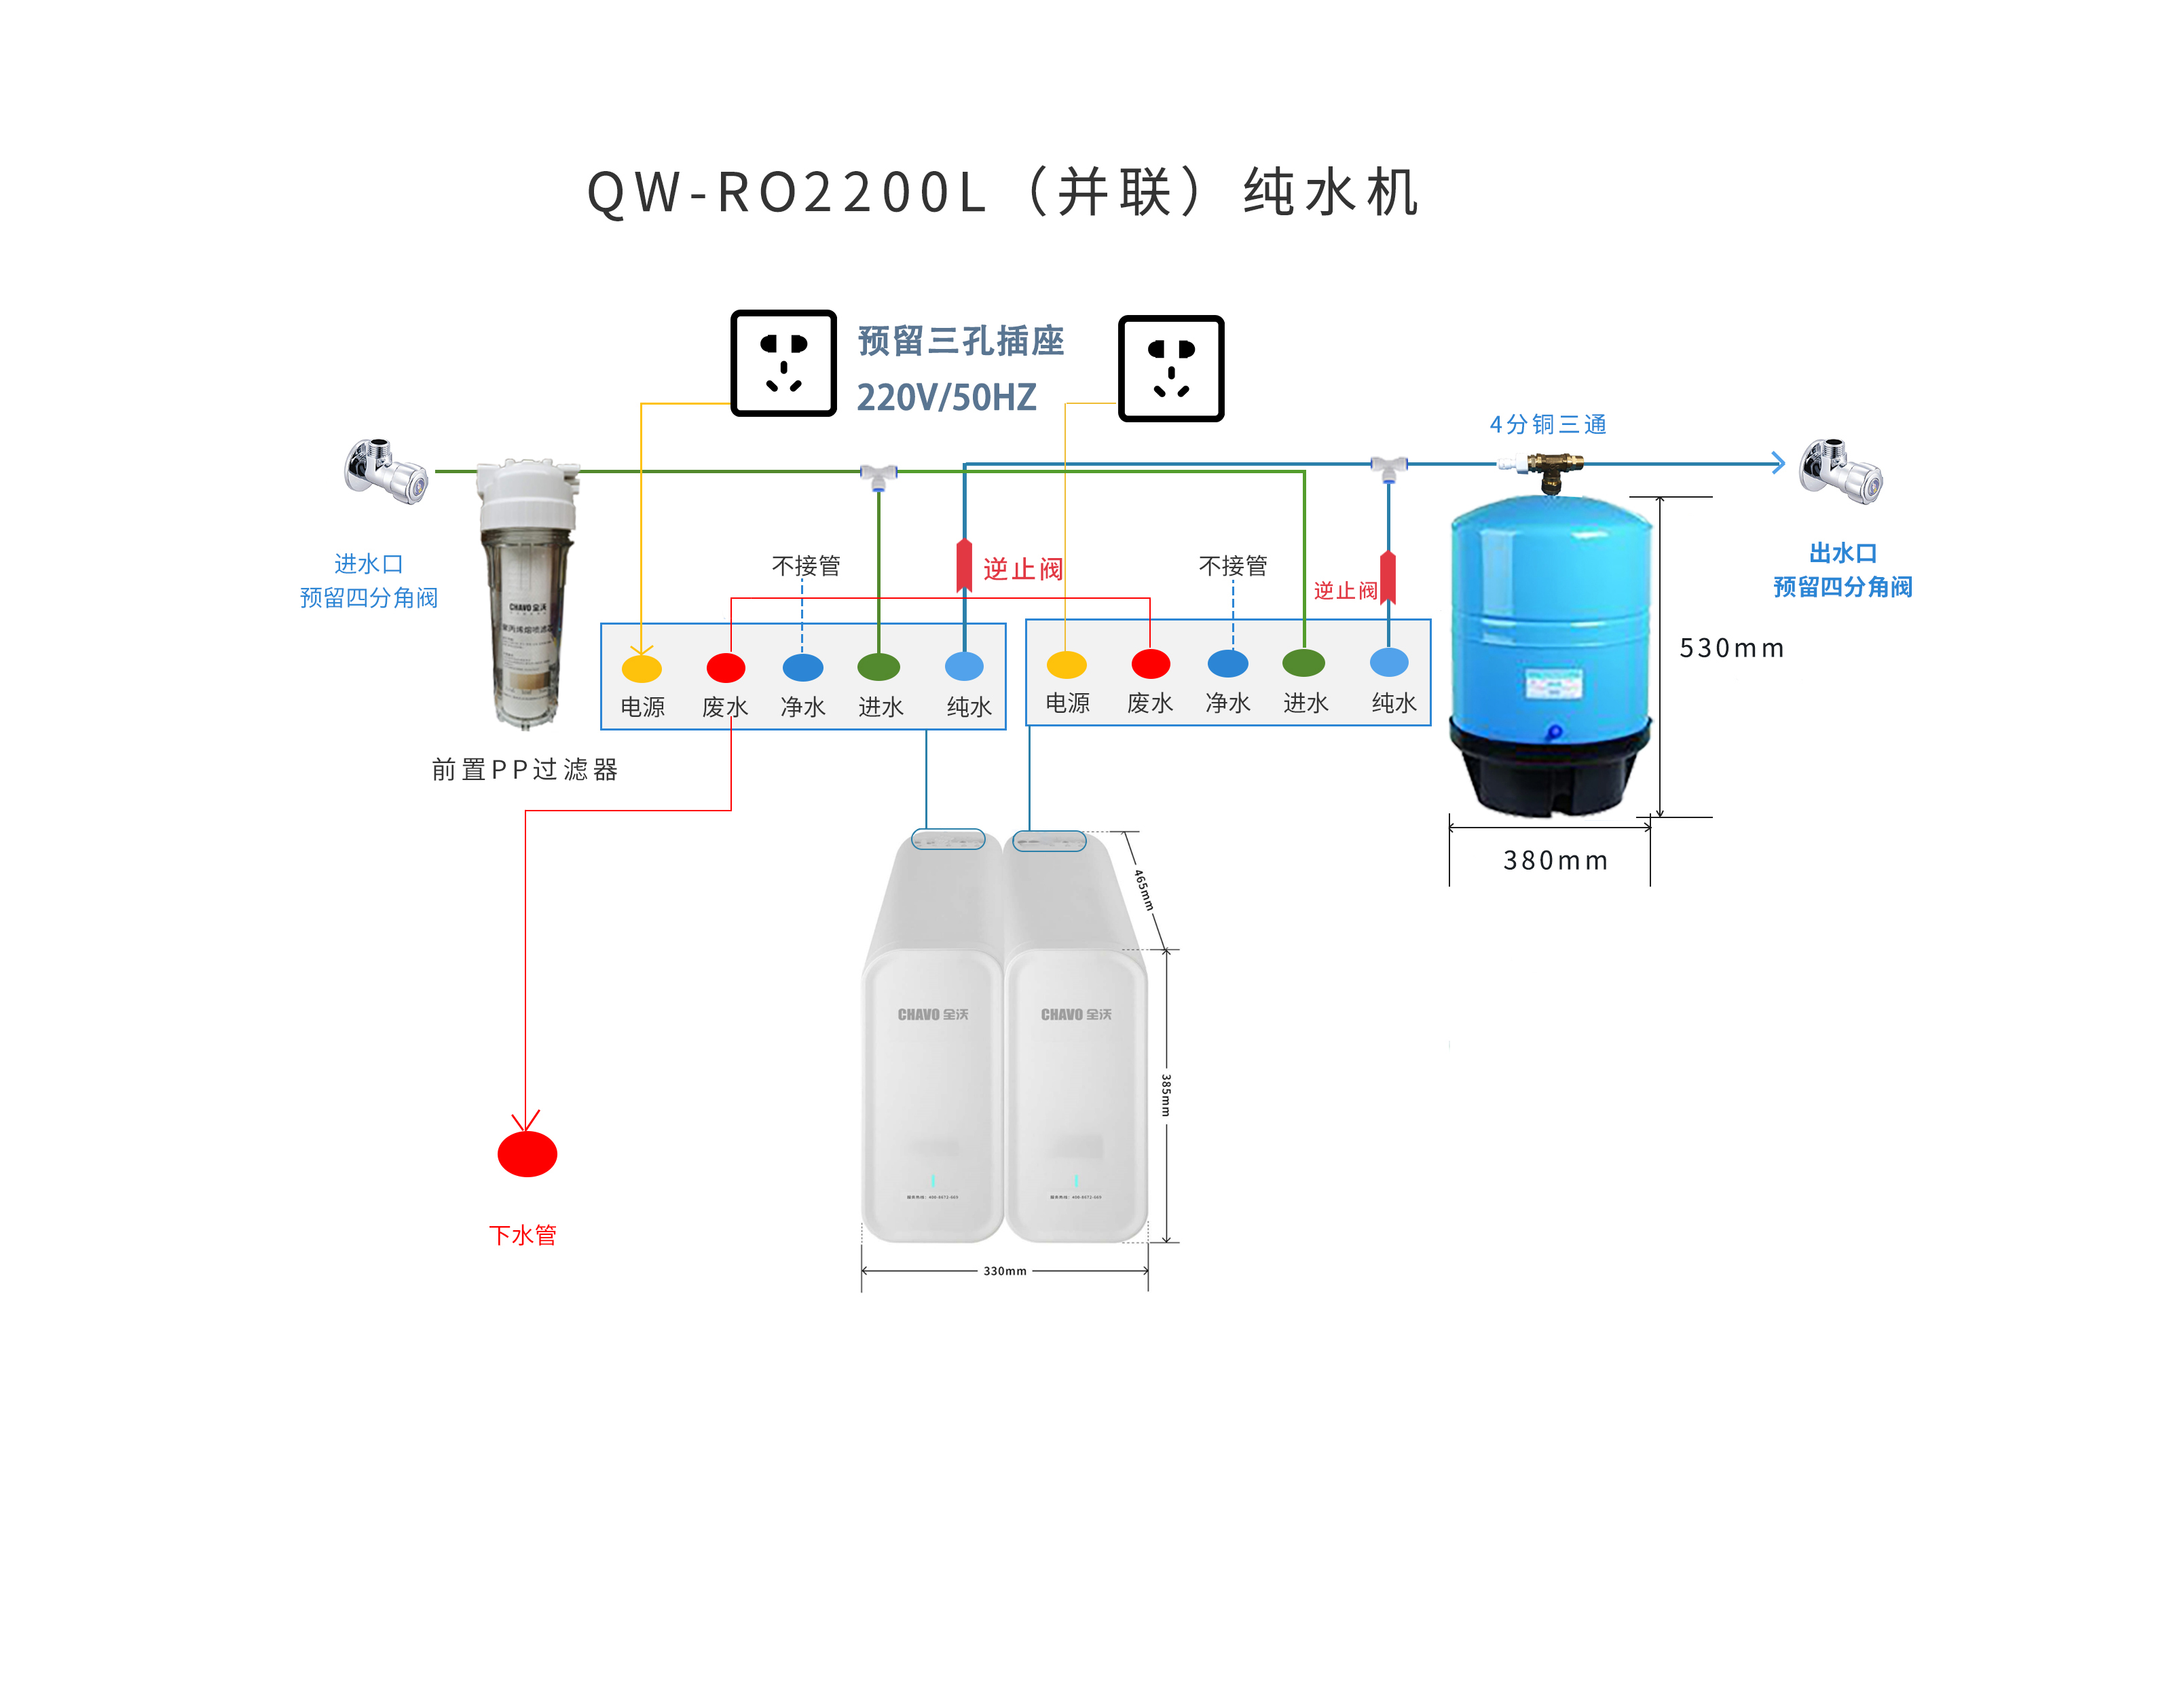 QW-RO2200L（并联）纯水机
预留三孔插座
220V/50HZ
4分铜三通
进水口
预留四分角阀
CHAVO 全沃
不接管
逆止阀
不接管
逆止阀
出水口
预留四分角阀
530mm
电源
废水
净水
进水
纯水
电源
废水
净水
进水
纯水
前置PP过滤器
380mm
465mm
CHAVO 全沃
CHAVO 全沃
385mm
下水管
330mm